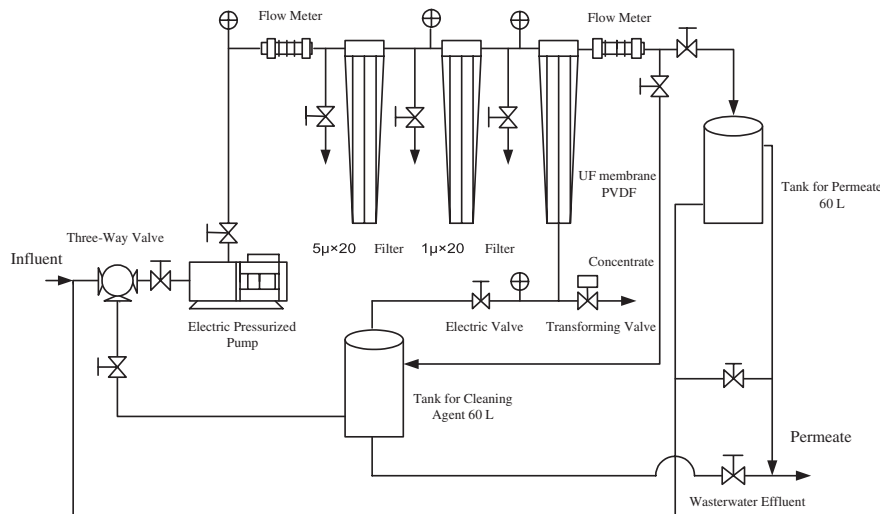 Flow Meter
Flow Meter
UF membrane
PVDF
Tank for Permeate
60 L
Three-Way Valve
5μ×20 Filter
1μ×20 Filter
Influent
Concentrate
Electric Pressurized
Pump
Electric Valve
Transforming Valve
Tank for Cleaning
Agent 60 L
Permeate
Wasterwater Effluent